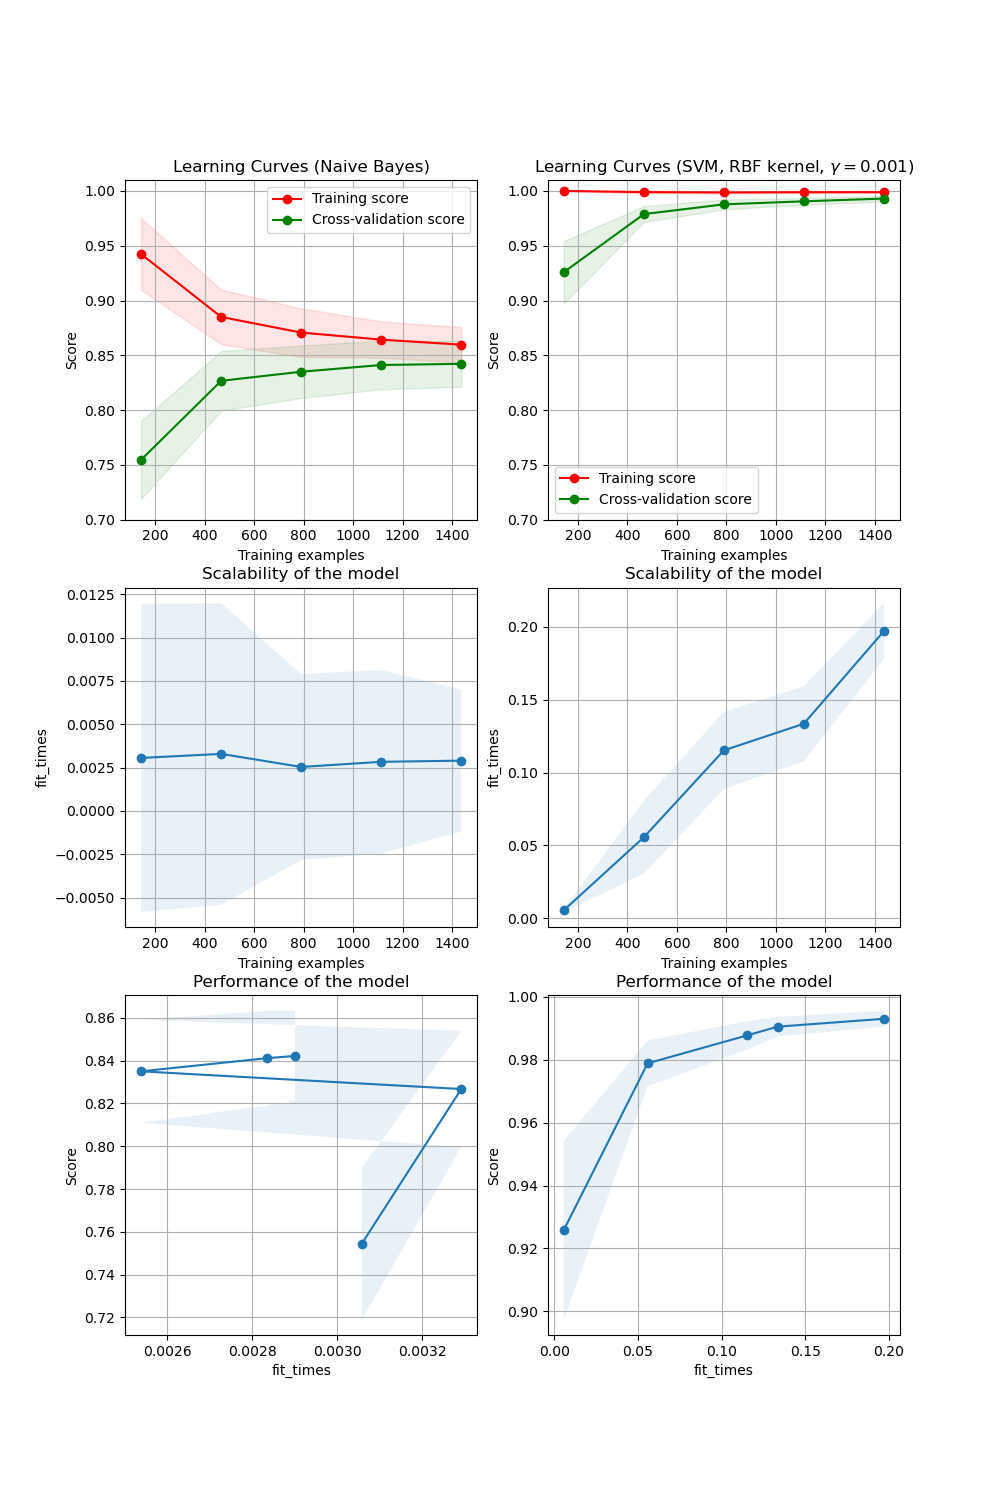 Learning Curves (Naive Bayes)
1.00
0.95
0.90
0.85
0.80
0.75
0.70
Score
Training score
Cross-validation score
200 400 600 800 1000 1200 1400
Training examples
Learning Curves (SVM, RBF kernel, γ = 0.001)
1.00
0.95
0.90
0.85
0.80
0.75
0.70
Score
Training score
Cross-validation score
200 400 600 800 1000 1200 1400
Training examples
Scalability of the model
0.0125
0.0100
0.0075
0.0050
0.0025
0.0000
−0.0025
−0.0050
fit_times
200 400 600 800 1000 1200 1400
Training examples
Scalability of the model
0.20
0.15
0.10
0.05
0.00
fit_times
200 400 600 800 1000 1200 1400
Training examples
Performance of the model
0.86
0.84
0.82
0.80
0.78
0.76
0.74
0.72
Score
0.0026 0.0028 0.0030 0.0032
fit_times
Performance of the model
1.00
0.98
0.96
0.94
0.92
0.90
Score
0.00 0.05 0.10 0.15 0.20
fit_times